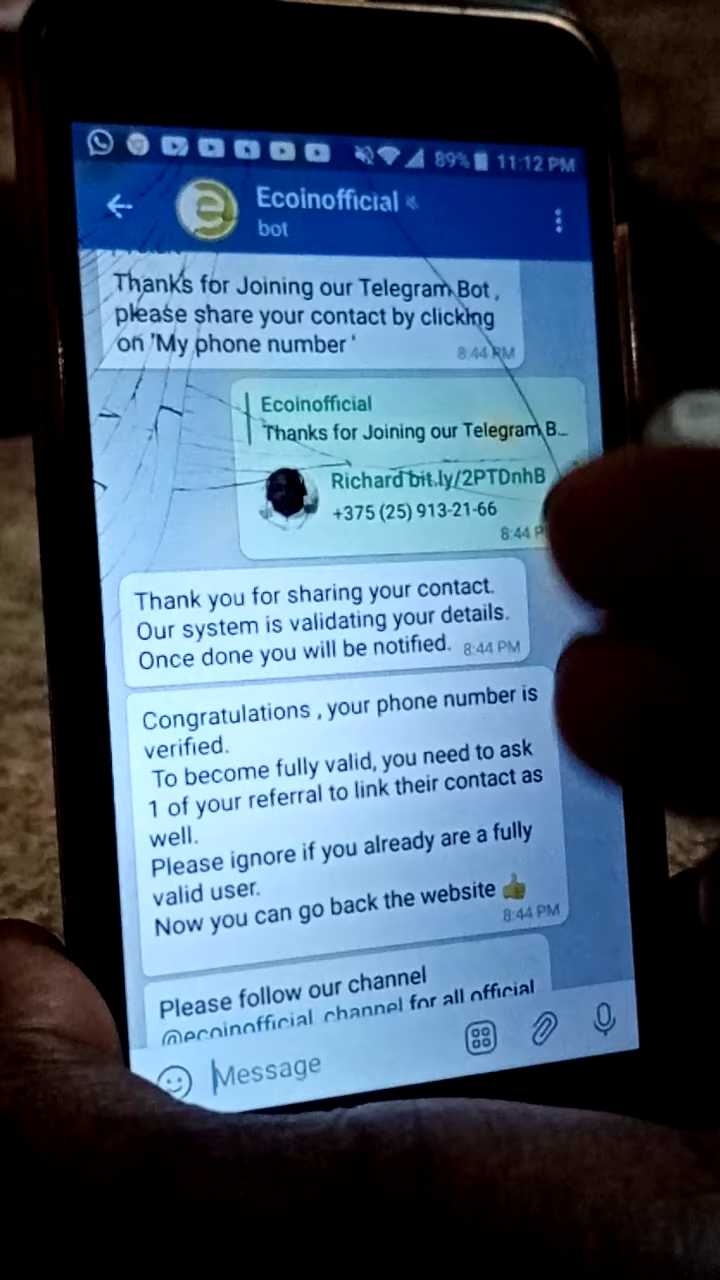 89% 11:12 PM
Ecoinofficial
bot
Thanks for Joining our Telegram Bot ,
please share your contact by clicking
on 'My phone number '
8:44 PM
Ecoinofficial
Thanks for Joining our Telegram B...
Richard bit.ly/2PTDnhB
+375 (25) 913-21-66
8:44 P
Thank you for sharing your contact.
Our system is validating your details.
Once done you will be notified. 8:44 PM
Congratulations , your phone number is
verified.
To become fully valid, you need to ask
1 of your referral to link their contact as
well.
Please ignore if you already are a fully
valid user.
Now you can go back the website 👍
8:44 PM
Please follow our channel
@ecoinofficial_channel for all official
Message